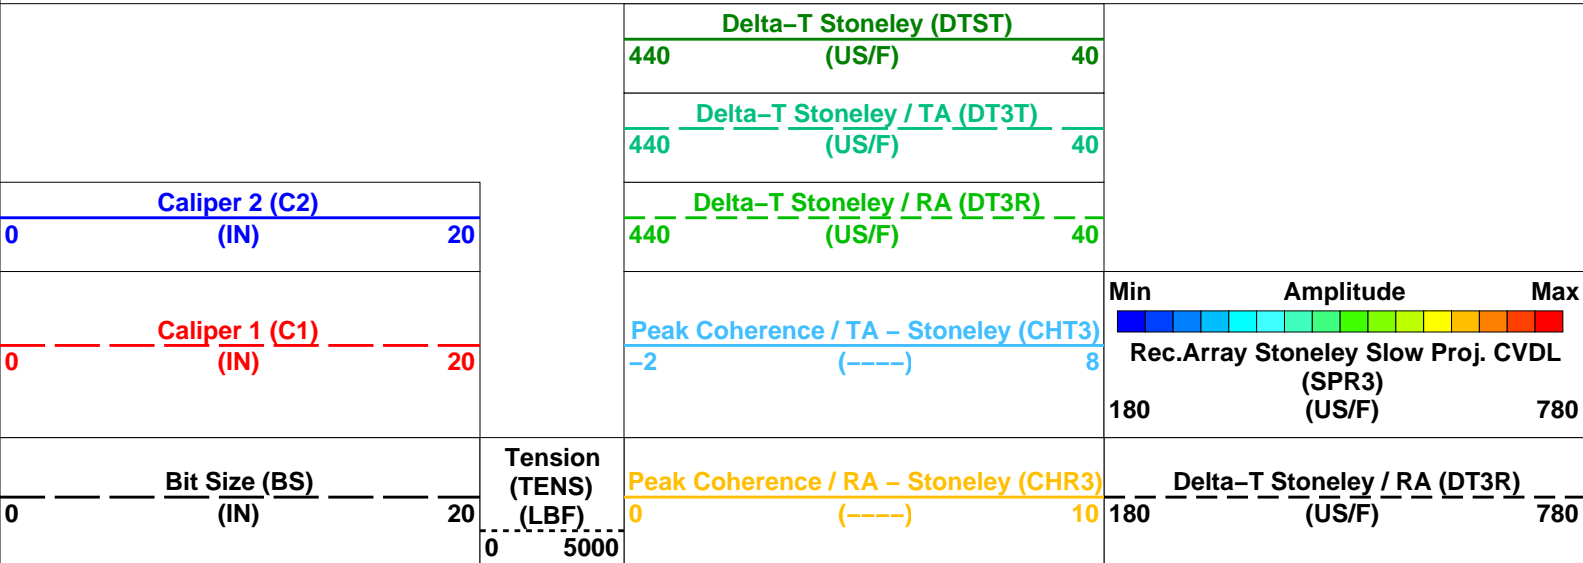 Delta−T Stoneley (DTST)
440 (US/F) 40
Delta−T Stoneley / TA (DT3T)
440 (US/F) 40
Caliper 2 (C2)
0 (IN) 20
Delta−T Stoneley / RA (DT3R)
440 (US/F) 40
Caliper 1 (C1)
0 (IN) 20
Peak Coherence / TA − Stoneley (CHT3)
−2 (−−−−) 8
Min Amplitude Max
Rec.Array Stoneley Slow Proj. CVDL
(SPR3)
180 (US/F) 780
Bit Size (BS)
0 (IN) 20
Tension
(TENS)
(LBF)
0 5000
Peak Coherence / RA − Stoneley (CHR3)
0 (−−−−) 10
Delta−T Stoneley / RA (DT3R)
180 (US/F) 780